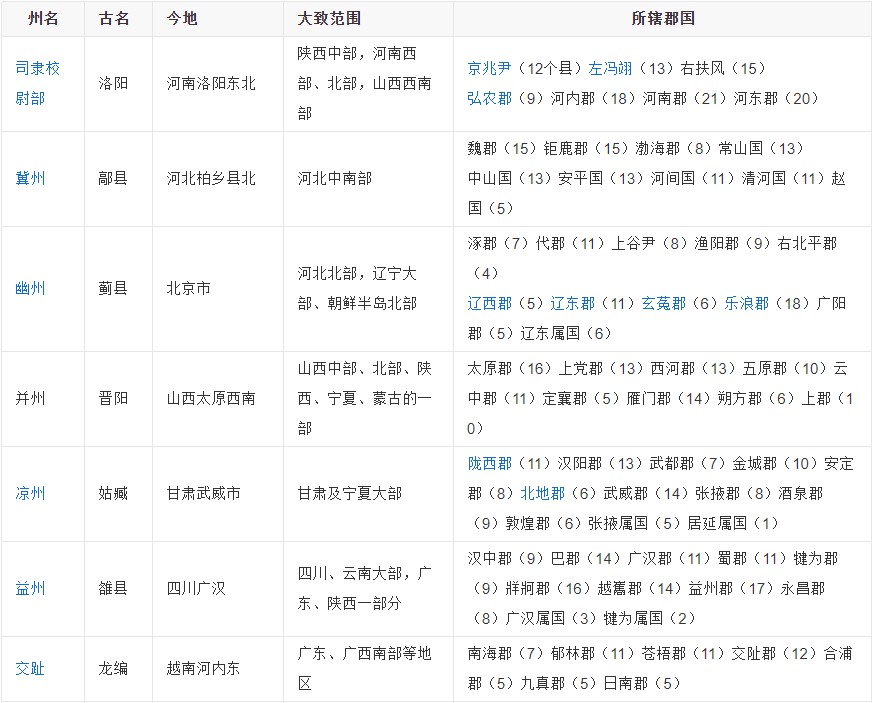 州名 古名 今地 大致范围 所辖郡国
司隶校尉部 洛阳 河南洛阳东北 陕西中部，河南西部、北部，山西西南部 京兆尹（12个县）左冯翊（13）右扶风（15）
弘农郡（9）河内郡（18）河南郡（21）河东郡（20）
冀州 鄗县 河北柏乡县北 河北中南部 魏郡（15）钜鹿郡（15）渤海郡（8）常山国（13）
中山国（13）安平国（13）河间国（11）清河国（11）赵
国（5）
幽州 蓟县 北京市 河北北部，辽宁大部、朝鲜半岛北部 涿郡（7）代郡（11）上谷尹（8）渔阳郡（9）右北平郡
（4）
辽西郡（5）辽东郡（11）玄菟郡（6）乐浪郡（18）广阳
郡（5）辽东属国（6）
并州 晋阳 山西太原西南 山西中部、北部、陕西、宁夏、蒙古的一部 太原郡（16）上党郡（13）西河郡（13）五原郡（10）云
中郡（11）定襄郡（5）雁门郡（14）朔方郡（6）上郡（1
0）
凉州 姑臧 甘肃武威市 甘肃及宁夏大部 陇西郡（11）汉阳郡（13）武都郡（7）金城郡（10）安定
郡（8）北地郡（6）武威郡（14）张掖郡（8）酒泉郡
（9）敦煌郡（6）张掖属国（5）居延属国（1）
益州 雒县 四川广汉 四川、云南大部，广东、陕西一部分 汉中郡（9）巴郡（14）广汉郡（11）蜀郡（11）犍为郡
（9）牂牁郡（16）越巂郡（14）益州郡（17）永昌郡
（8）广汉属国（3）犍为属国（2）
交趾 龙编 越南河内东 广东、广西南部等地区 南海郡（7）郁林郡（11）苍梧郡（11）交趾郡（12）合浦
郡（5）九真郡（5）日南郡（5）